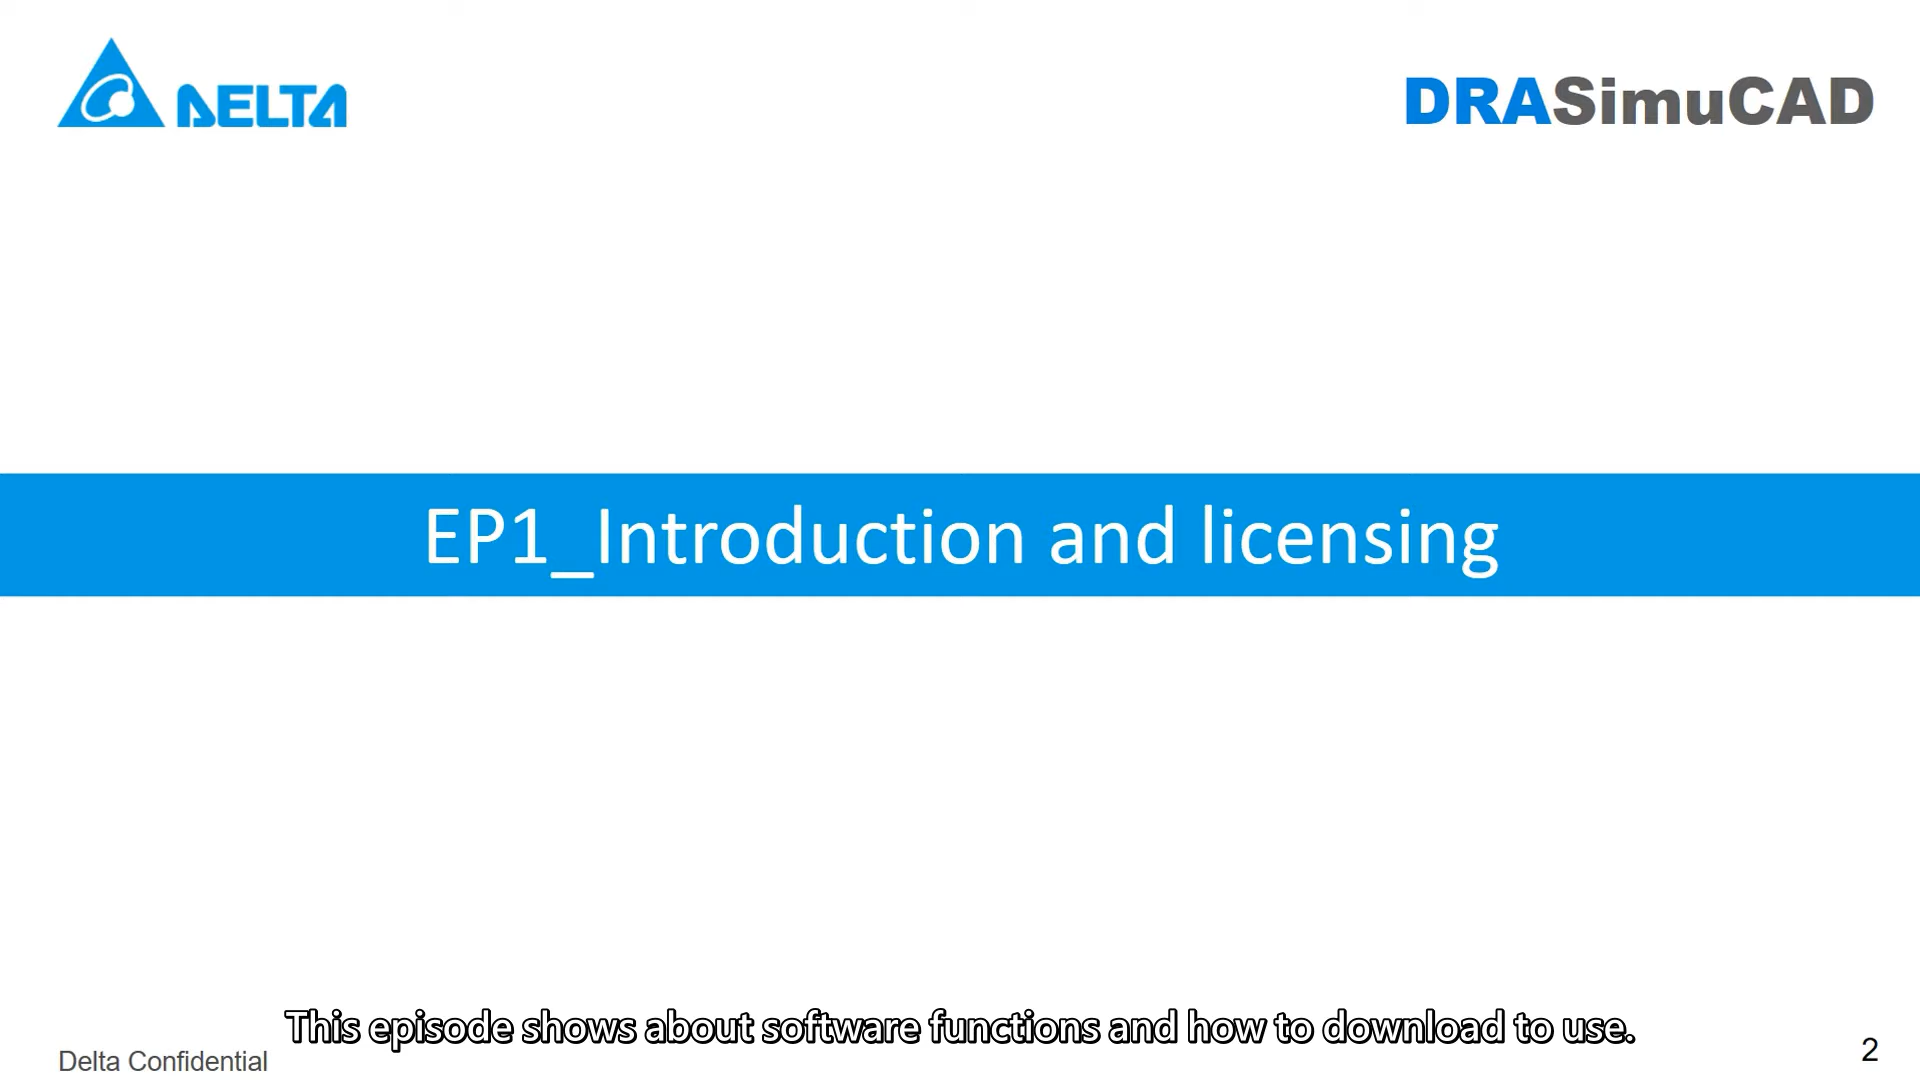 DELTA
DRASimuCAD
EP1_Introduction and licensing
This episode shows about software functions and how to download to use.
Delta Confidential
2